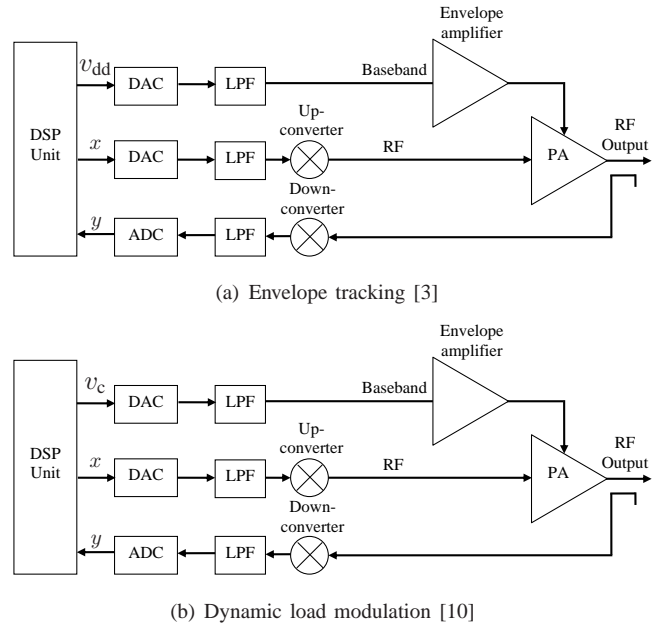 Envelope
amplifier
v_dd
DAC
LPF
Baseband
Up-
converter
RF
Output
DSP
Unit
x
DAC
LPF
RF
PA
Down-
converter
y
ADC
LPF
(a) Envelope tracking [3]
Envelope
amplifier
v_c
DAC
LPF
Baseband
Up-
converter
RF
Output
DSP
Unit
x
DAC
LPF
RF
PA
Down-
converter
y
ADC
LPF
(b) Dynamic load modulation [10]